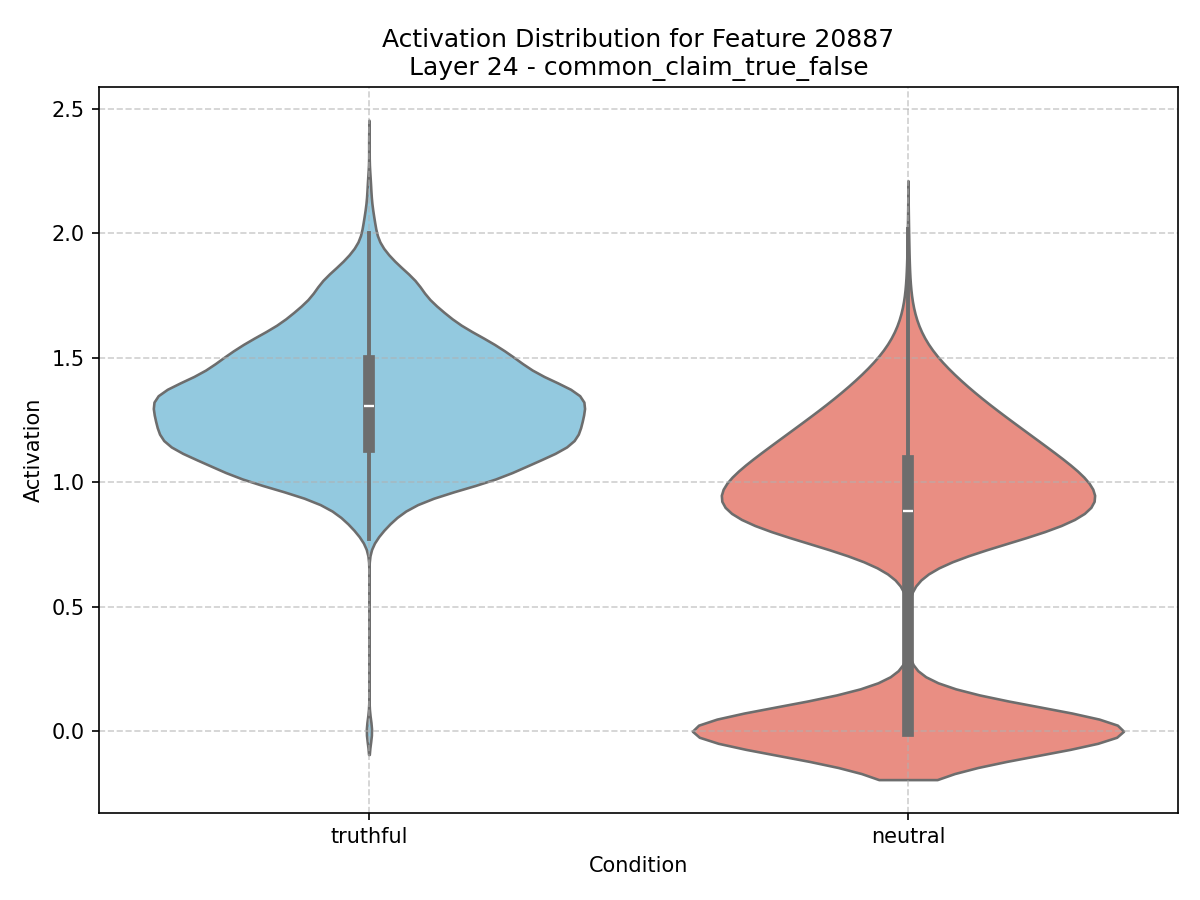 Activation Distribution for Feature 20887
Layer 24 - common_claim_true_false
2.5
2.0
1.5
1.0
0.5
0.0
Activation
truthful
neutral
Condition